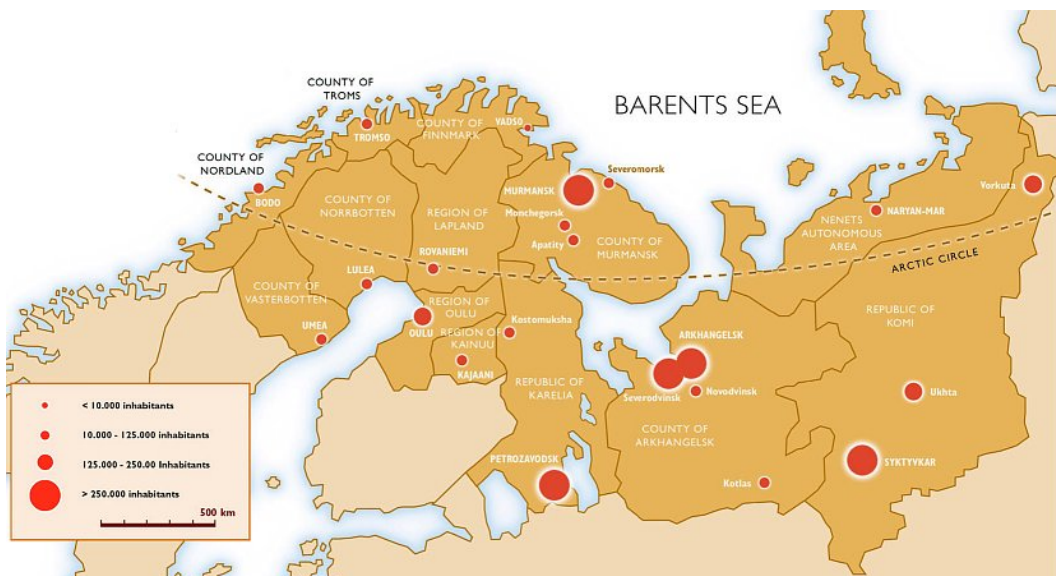 BARENTS SEA
COUNTY OF
TROMS
TROMSO
COUNTY OF
FINNMARK
VADSO
COUNTY OF
NORDLAND
BODO
COUNTY OF
NORRBOTTEN
REGION OF
LAPLAND
ROVANIEMI
MURMANSK
Severomorsk
Monchegorsk
Apatity
COUNTY OF
MURMANSK
Vorkuta
NARYAN-MAR
NENETS
AUTONOMOUS
AREA
ARCTIC CIRCLE
LULEA
COUNTY OF
VASTERBOTTEN
UMEA
REGION OF
OULU
OULU
REGION OF
KAINUU
KAJAANI
Kostomuksha
REPUBLIC OF
KARELIA
ARKHANGELSK
Severodvinsk
Novodvinsk
COUNTY OF
ARKHANGELSK
REPUBLIC OF
KOMI
Ukhta
SYKTYVKAR
PETROZAVODSK
Kotlas
< 10.000 inhabitants
10.000 - 125.000 inhabitants
125.000 - 250.00 Inhabitants
> 250.000 inhabitants
500 km